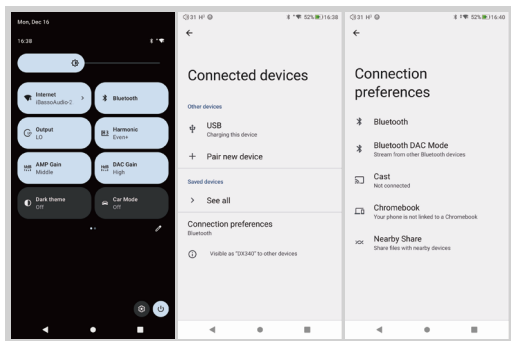 Mon, Dec 16
16:38
Internet
iBassoAudio-2
Bluetooth
Output
LO
Harmonic
Even+
AMP Gain
Middle
DAC Gain
High
Dark theme
Off
Car Mode
Off
31 52% 16:38
Connected devices
Other devices
USB
Charging this device
Pair new device
Saved devices
See all
Connection preferences
Bluetooth
Visible as "DX340" to other devices
31 52% 16:40
Connection
preferences
Bluetooth
Bluetooth DAC Mode
Stream from other Bluetooth devices
Cast
Not connected
Chromebook
Your phone is not linked to a Chromebook
Nearby Share
Share files with nearby devices